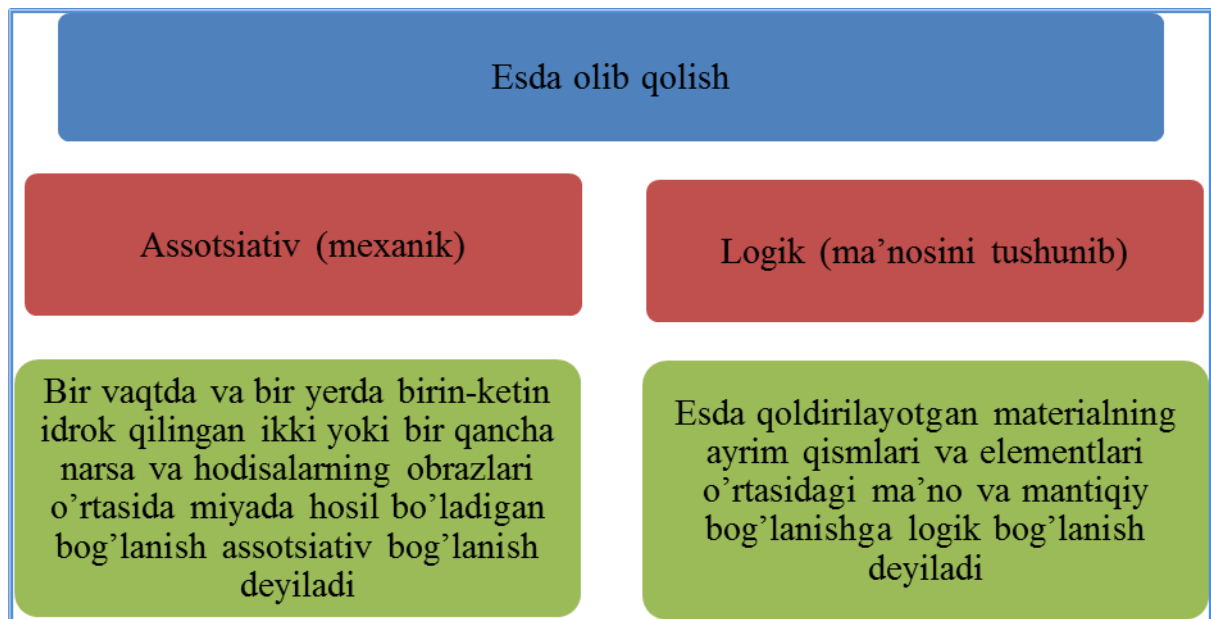 Esda olib qolish
Assotsiativ (mexanik)
Logik (ma’nosini tushunib)
Bir vaqtda va bir yerda birin-ketin
idrok qilingan ikki yoki bir qancha
narsa va hodisalarning obrazlari
o’rtasida miyada hosil bo’ladigan
bog’lanish assotsiativ bog’lanish
deyiladi
Esda qoldirilayotgan materialning
ayrim qismlari va elementlari
o’rtasidagi ma’no va mantiqiy
bog’lanishga logik bog’lanish
deyiladi